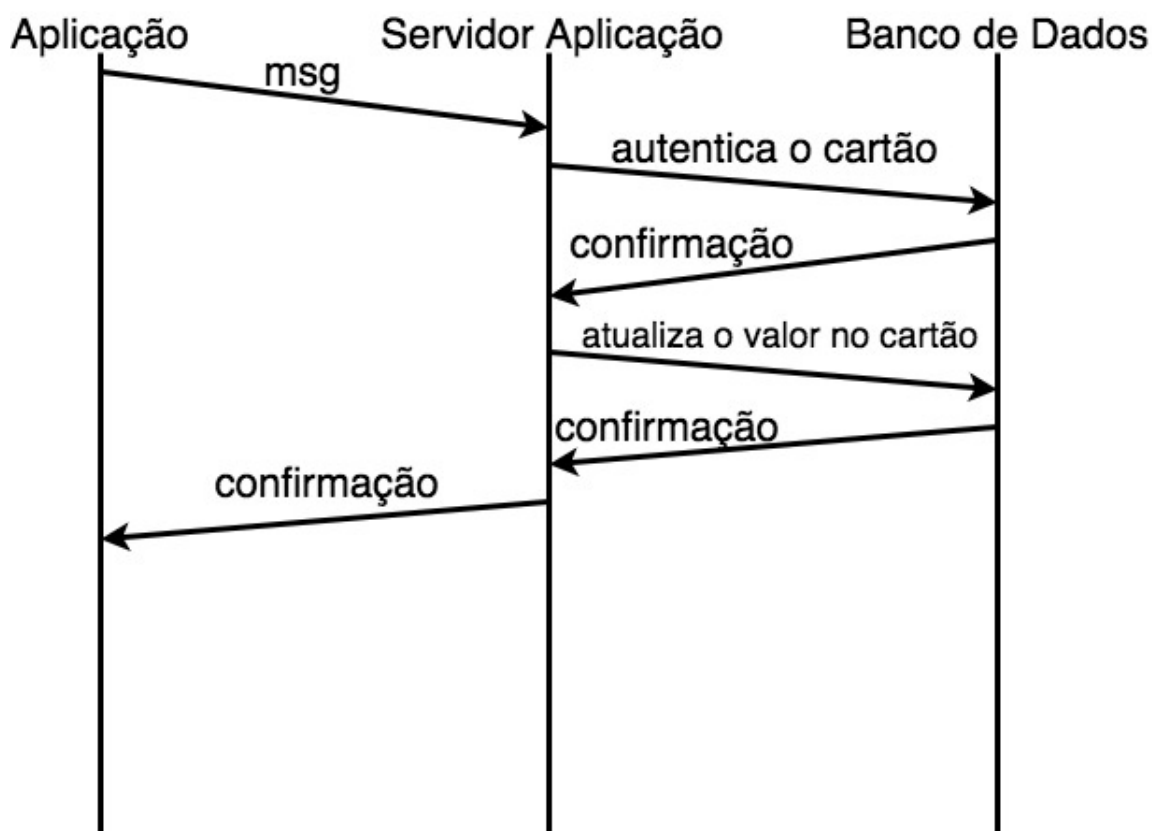 Aplicação
Servidor Aplicação
Banco de Dados
msg
autentica o cartão
confirmação
atualiza o valor no cartão
confirmação
confirmação